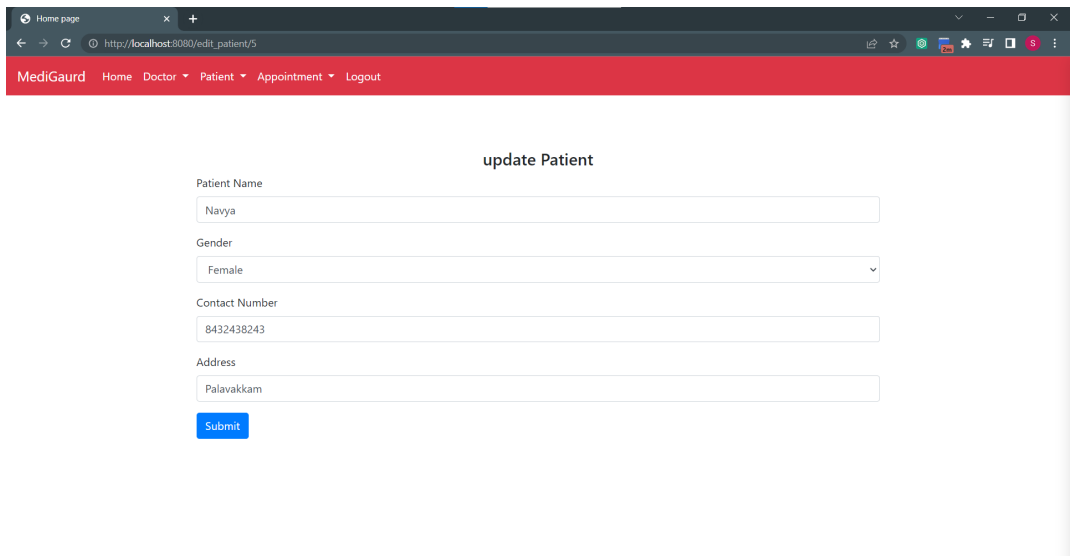 Home page
http://localhost:8080/edit_patient/5
2m
S
MediGaurd Home Doctor Patient Appointment Logout
update Patient
Patient Name
Navya
Gender
Female
Contact Number
8432438243
Address
Palavakkam
Submit